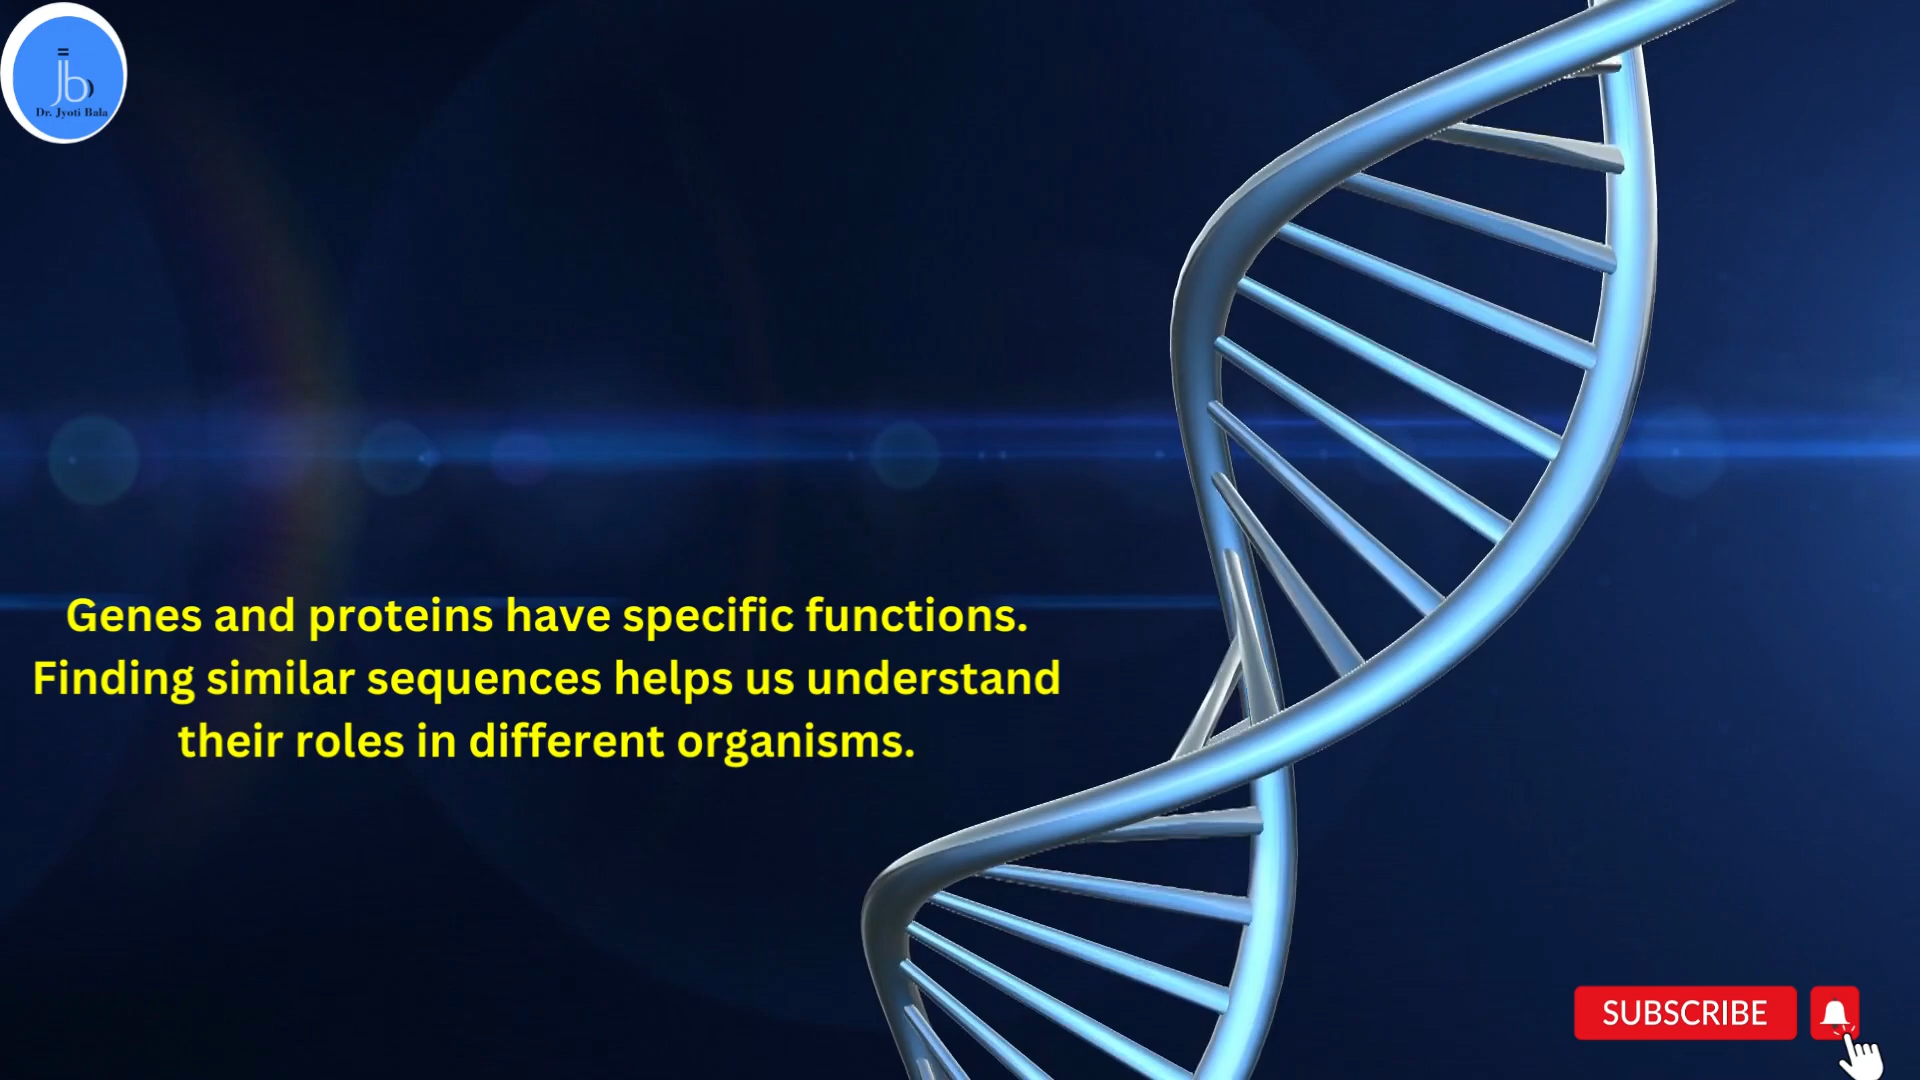 jb
Dr. Jyoti Bala
Genes and proteins have specific functions.
Finding similar sequences helps us understand
their roles in different organisms.
SUBSCRIBE